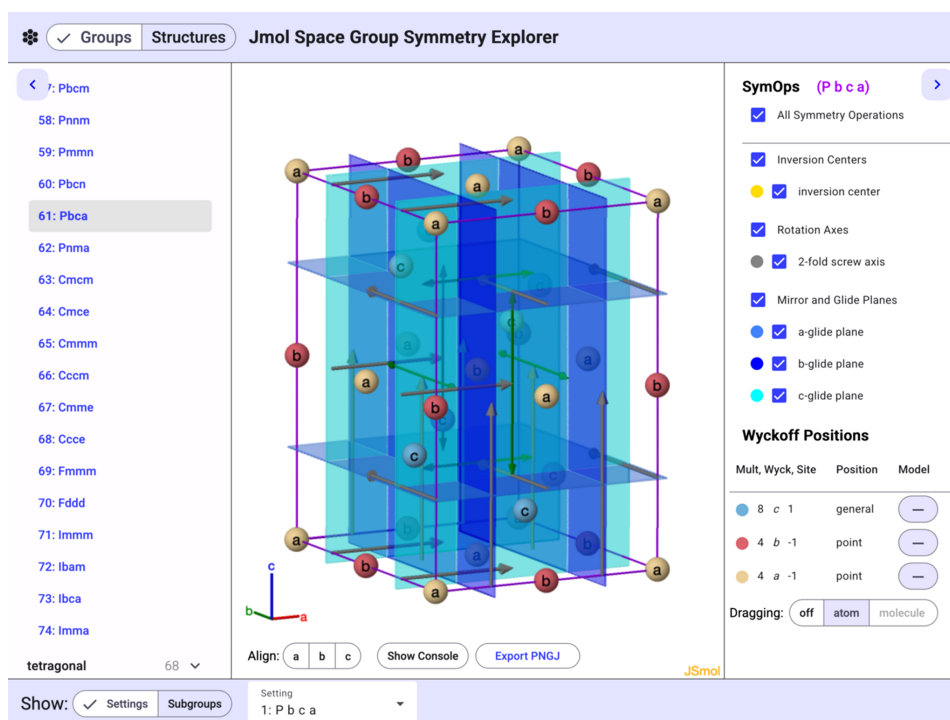 Groups Structures Jmol Space Group Symmetry Explorer
7: Pbcm
58: Pnnm
59: Pmmn
60: Pbcn
61: Pbca
62: Pnma
63: Cmcm
64: Cmce
65: Cmmm
66: Cccm
67: Cmme
68: Ccce
69: Fmmm
70: Fddd
71: Immm
72: Ibam
73: Ibca
74: Imma
tetragonal 68
a
b
a
b
a
b
a
b
a
b
c
c
c
b
a
a
b
a
b
a
b
b
c
c
c
c
b
a
b
a
b
a
b
a
c
b
a
Align: a b c Show Console Export PNGJ
JSmol
SymOps (P b c a)
All Symmetry Operations
Inversion Centers
inversion center
Rotation Axes
2-fold screw axis
Mirror and Glide Planes
a-glide plane
b-glide plane
c-glide plane
Wyckoff Positions
Mult, Wyck, Site Position Model
8 c 1 general —
4 b -1 point —
4 a -1 point —
Dragging: off atom molecule
Show: Settings Subgroups
Setting
1: P b c a